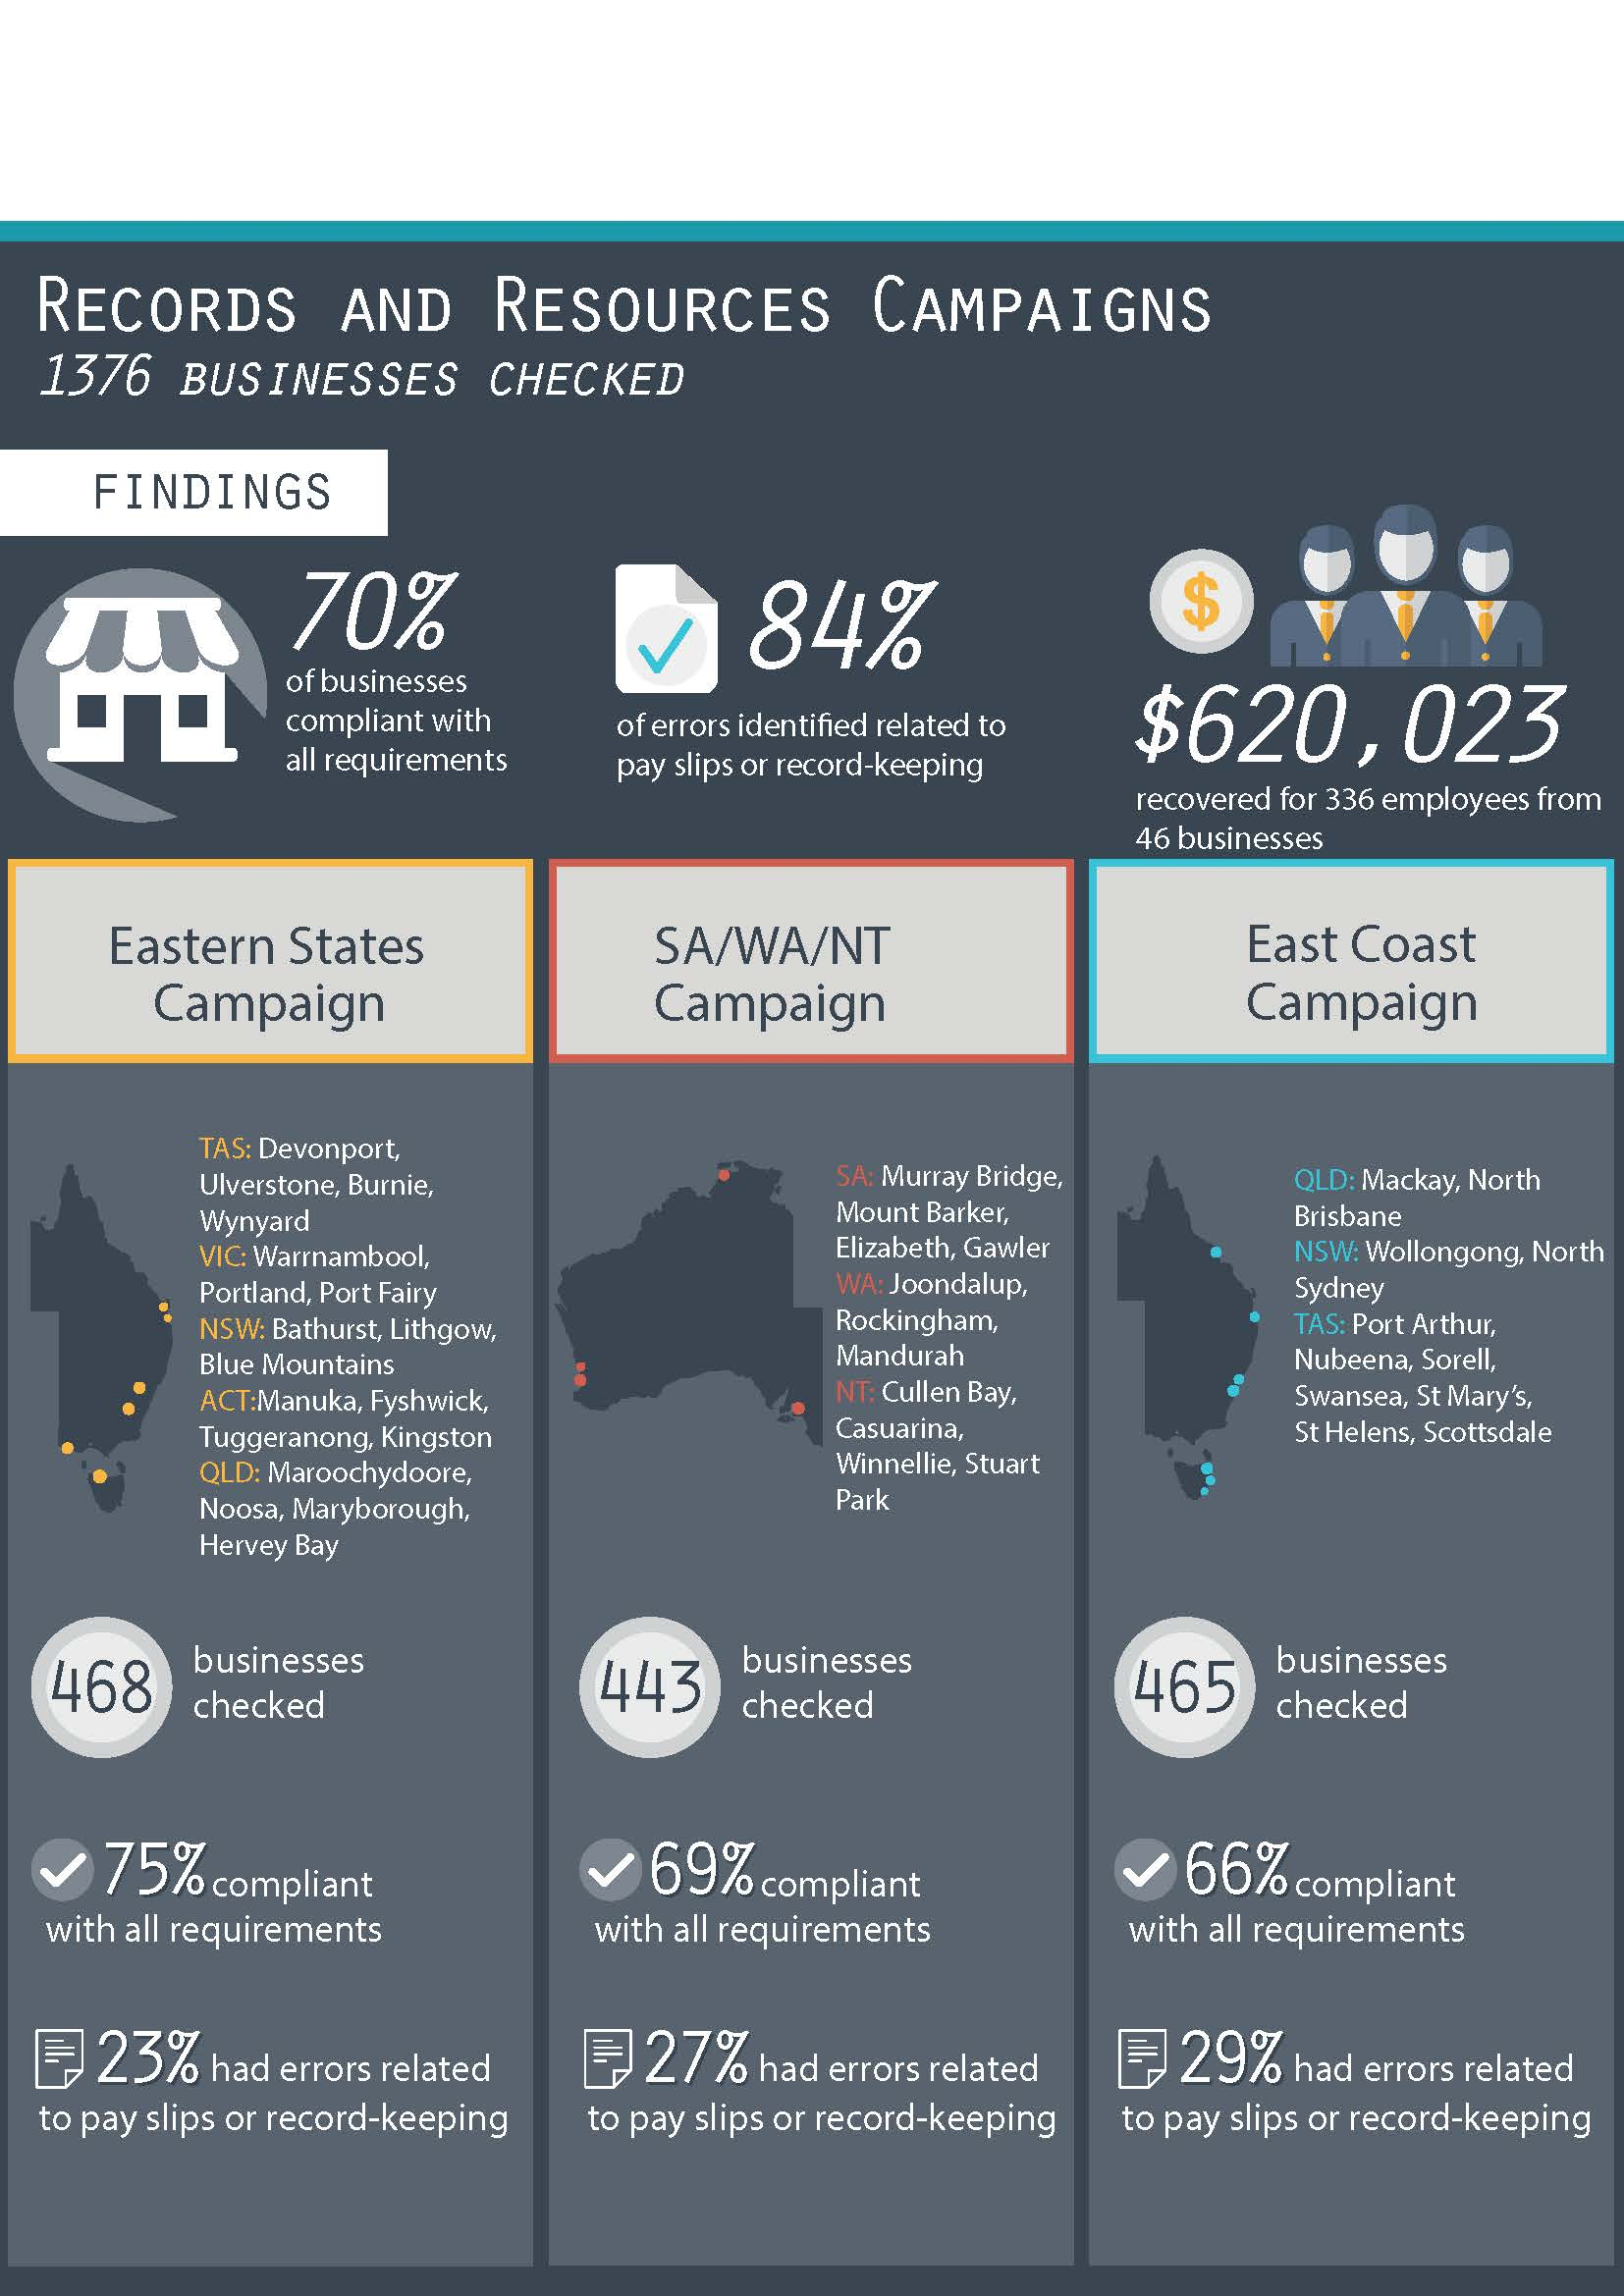 Records and Resources Campaigns
1376 businesses checked
FINDINGS
70%
of businesses
compliant with
all requirements
84%
of errors identified related to
pay slips or record-keeping
$
$620,023
recovered for 336 employees from
46 businesses
Eastern States
Campaign
TAS: Devonport,
Ulverstone, Burnie,
Wynyard
VIC: Warrnambool,
Portland, Port Fairy
NSW: Bathurst, Lithgow,
Blue Mountains
ACT:Manuka, Fyshwick,
Tuggeranong, Kingston
QLD: Maroochydoore,
Noosa, Maryborough,
Hervey Bay
468
businesses
checked
75% compliant
with all requirements
23% had errors related
to pay slips or record-keeping
SA/WA/NT
Campaign
SA: Murray Bridge,
Mount Barker,
Elizabeth, Gawler
WA: Joondalup,
Rockingham,
Mandurah
NT: Cullen Bay,
Casuarina,
Winnellie, Stuart
Park
443
businesses
checked
69% compliant
with all requirements
27% had errors related
to pay slips or record-keeping
East Coast
Campaign
QLD: Mackay, North
Brisbane
NSW: Wollongong, North
Sydney
TAS: Port Arthur,
Nubeena, Sorell,
Swansea, St Mary's,
St Helens, Scottsdale
465
businesses
checked
66% compliant
with all requirements
29% had errors related
to pay slips or record-keeping